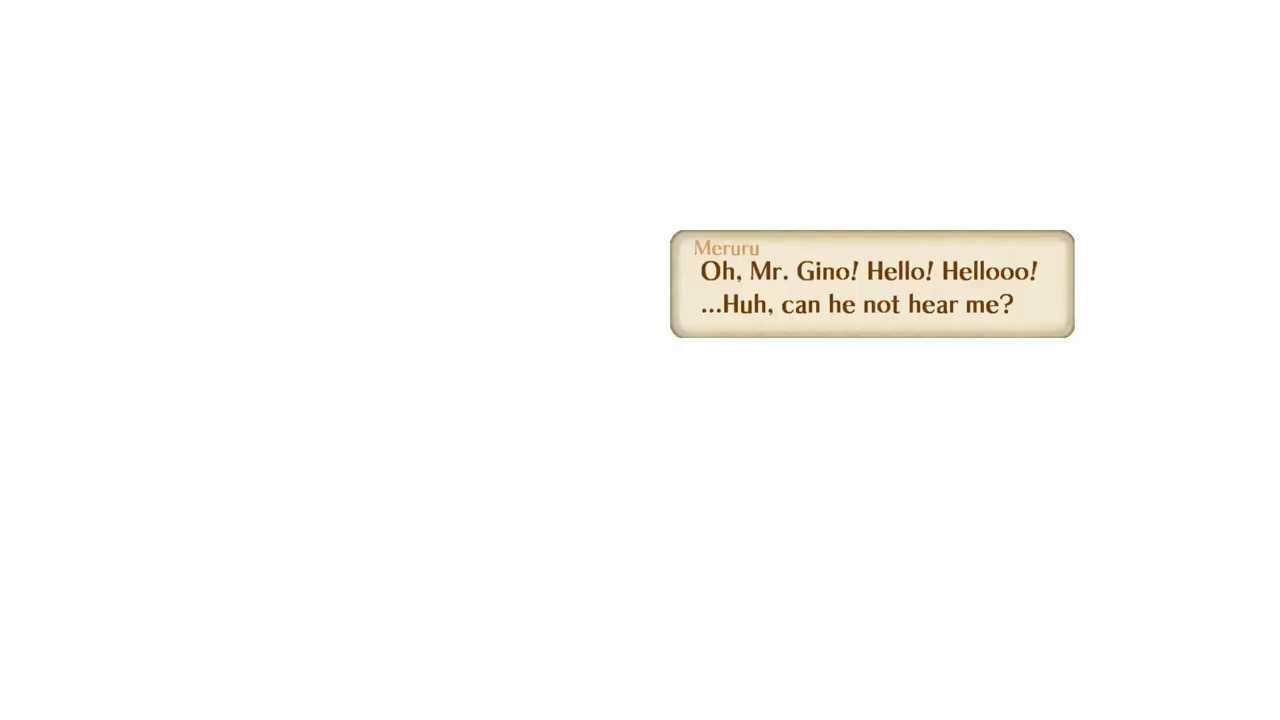 Meruru
Oh, Mr. Gino! Hello! Hellooo!
...Huh, can he not hear me?